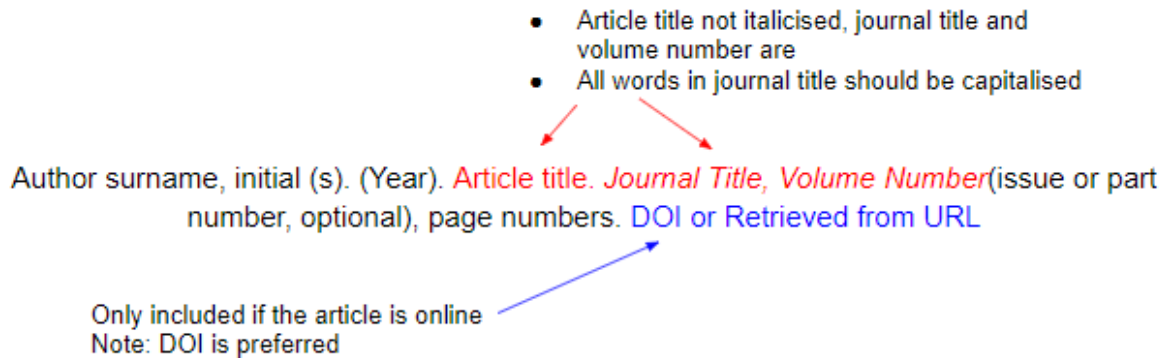 ● Article title not italicised, journal title and
volume number are
● All words in journal title should be capitalised
Author surname, initial (s). (Year). Article title. Journal Title, Volume Number(issue or part
number, optional), page numbers. DOI or Retrieved from URL
Only included if the article is online
Note: DOI is preferred